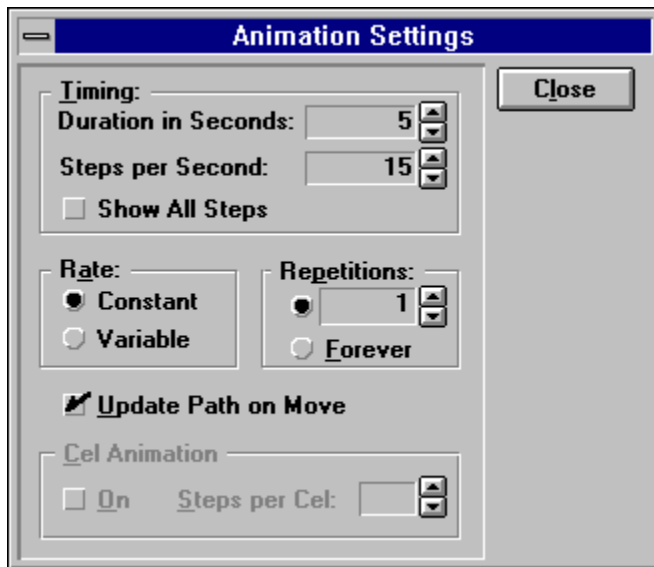 Animation Settings
Close
Timing:
Duration in Seconds: 5
Steps per Second: 15
Show All Steps
Rate:
Constant
Variable
Repetitions:
1
Forever
Update Path on Move
Cel Animation
On Steps per Cel: